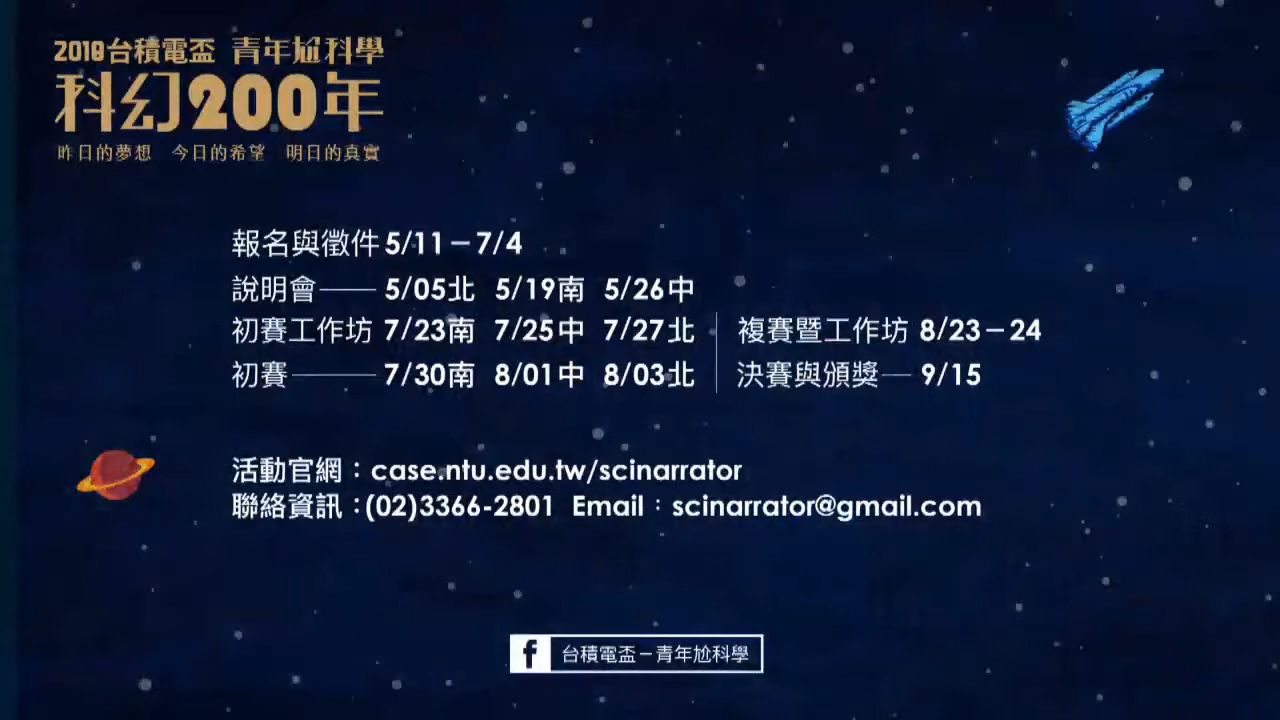 2018台積電盃 青年尬科學
科幻200年
昨日的夢想 今日的希望 明日的真實
報名與徵件 5/11－7/4
說明會—— 5/05北 5/19南 5/26中
初賽工作坊 7/23南 7/25中 7/27北
初賽——— 7/30南 8/01中 8/03北
複賽暨工作坊 8/23－24
決賽與頒獎— 9/15
活動官網：case.ntu.edu.tw/scinarrator
聯絡資訊：(02)3366-2801 Email：scinarrator@gmail.com
f 台積電盃－青年尬科學